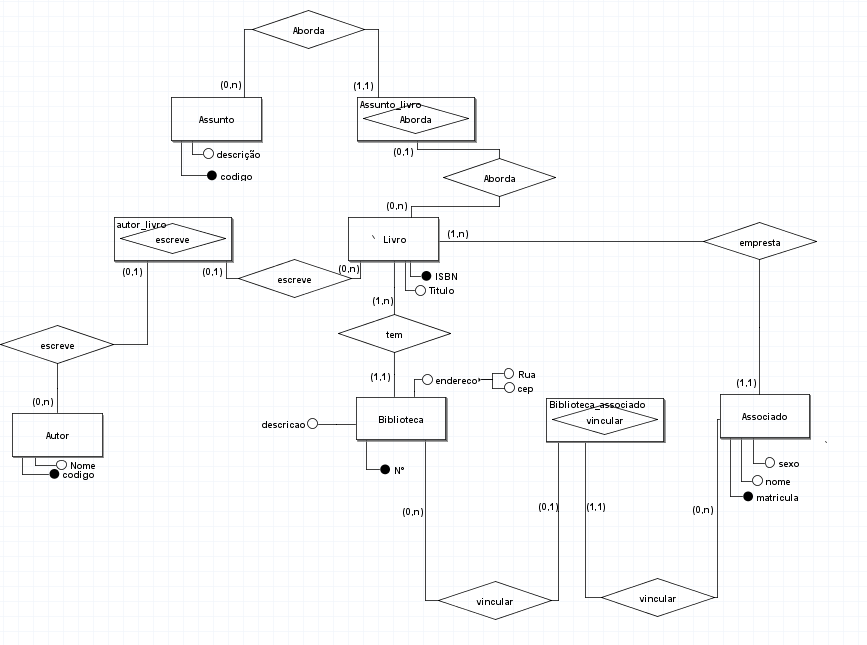 Aborda
(0,n)
(1,1)
Assunto_livro
Assunto
Aborda
descrição
codigo
(0,1)
Aborda
(0,n)
autor_livro
escreve
Livro
(1,n)
empresta
(0,1)
(0,1)
escreve
(0,n)
ISBN
Titulo
(1,n)
escreve
tem
(0,n)
(1,1)
endereco
Rua
cep
(1,1)
Autor
descricao
Biblioteca
Biblioteca_associado
vincular
Associado
Nome
codigo
Nº
sexo
nome
matricula
(0,n)
(0,1)
(1,1)
(0,n)
vincular
vincular